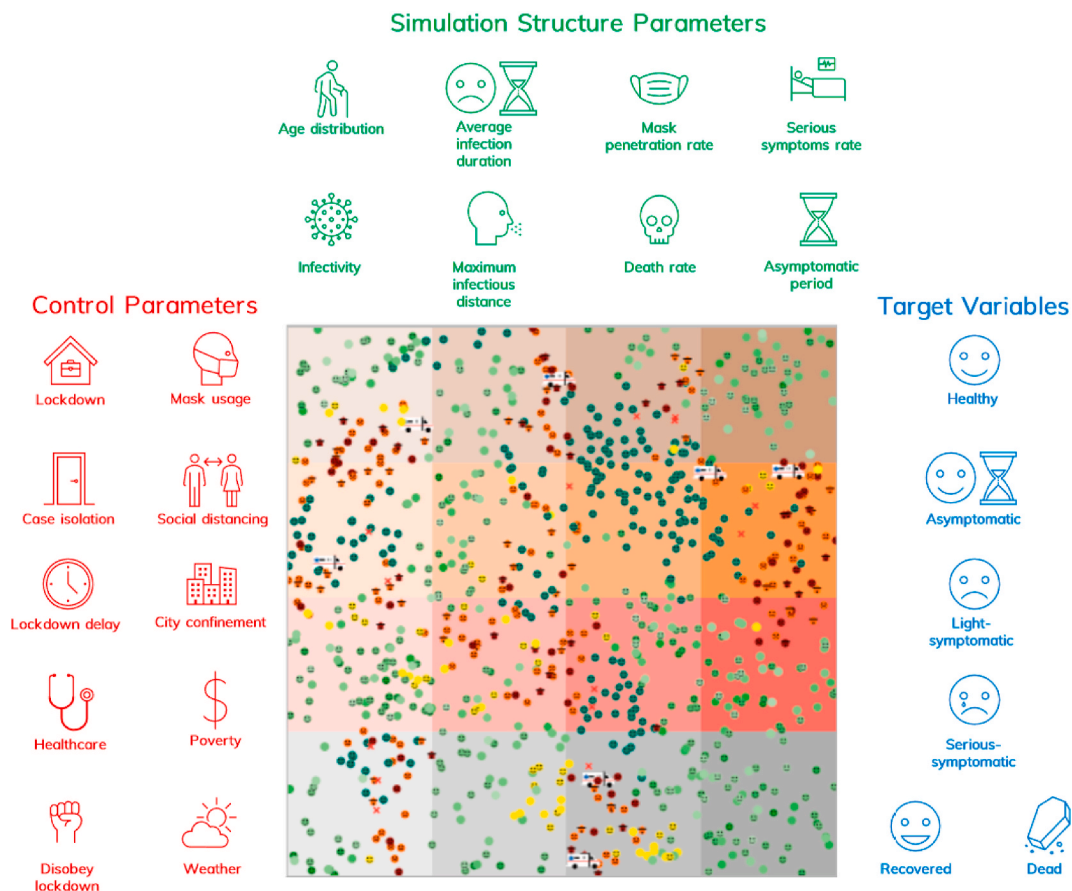 Simulation Structure Parameters
Age distribution
Average
infection
duration
Mask
penetration rate
Serious
symptoms rate
Infectivity
Maximum
infectious
distance
Death rate
Asymptomatic
period
Control Parameters
Lockdown
Mask usage
Case isolation
Social distancing
Lockdown delay
City confinement
Healthcare
Poverty
Disobey
lockdown
Weather
Target Variables
Healthy
Asymptomatic
Light-
symptomatic
Serious-
symptomatic
Recovered
Dead